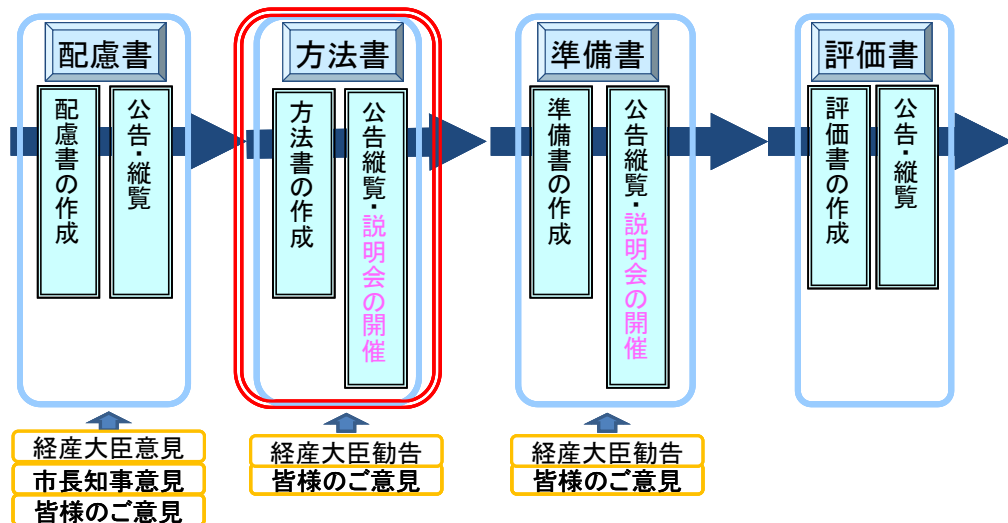 配慮書
配慮書の作成
公告・縦覧
経産大臣意見
市長知事意見
皆様のご意見
方法書
方法書の作成
公告縦覧・説明会の開催
経産大臣勧告
皆様のご意見
準備書
準備書の作成
公告縦覧・説明会の開催
経産大臣勧告
皆様のご意見
評価書
評価書の作成
公告・縦覧